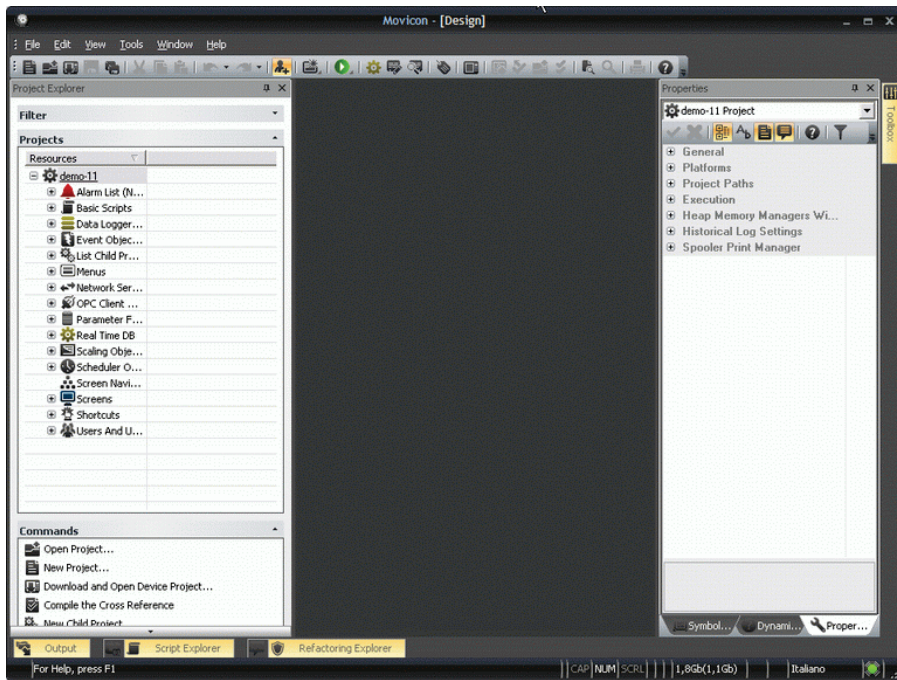 Movicon - [Design]
File Edit View Tools Window Help
Project Explorer
Filter
Projects
Resources
demo-11
Alarm List (N...
Basic Scripts
Data Logger...
Event Objec...
List Child Pr...
Menus
Network Ser...
OPC Client ...
Parameter F...
Real Time DB
Scaling Obje...
Scheduler O...
Screen Navi...
Screens
Shortcuts
Users And U...
Commands
Open Project...
New Project...
Download and Open Device Project...
Compile the Cross Reference
New Child Project
Properties
demo-11 Project
General
Platforms
Project Paths
Execution
Heap Memory Managers Wi...
Historical Log Settings
Spooler Print Manager
Symbol... Dynami... Proper...
Toolbox
Output Script Explorer Refactoring Explorer
For Help, press F1 CAP NUM SCRL 1,8Gb(1,1Gb) Italiano